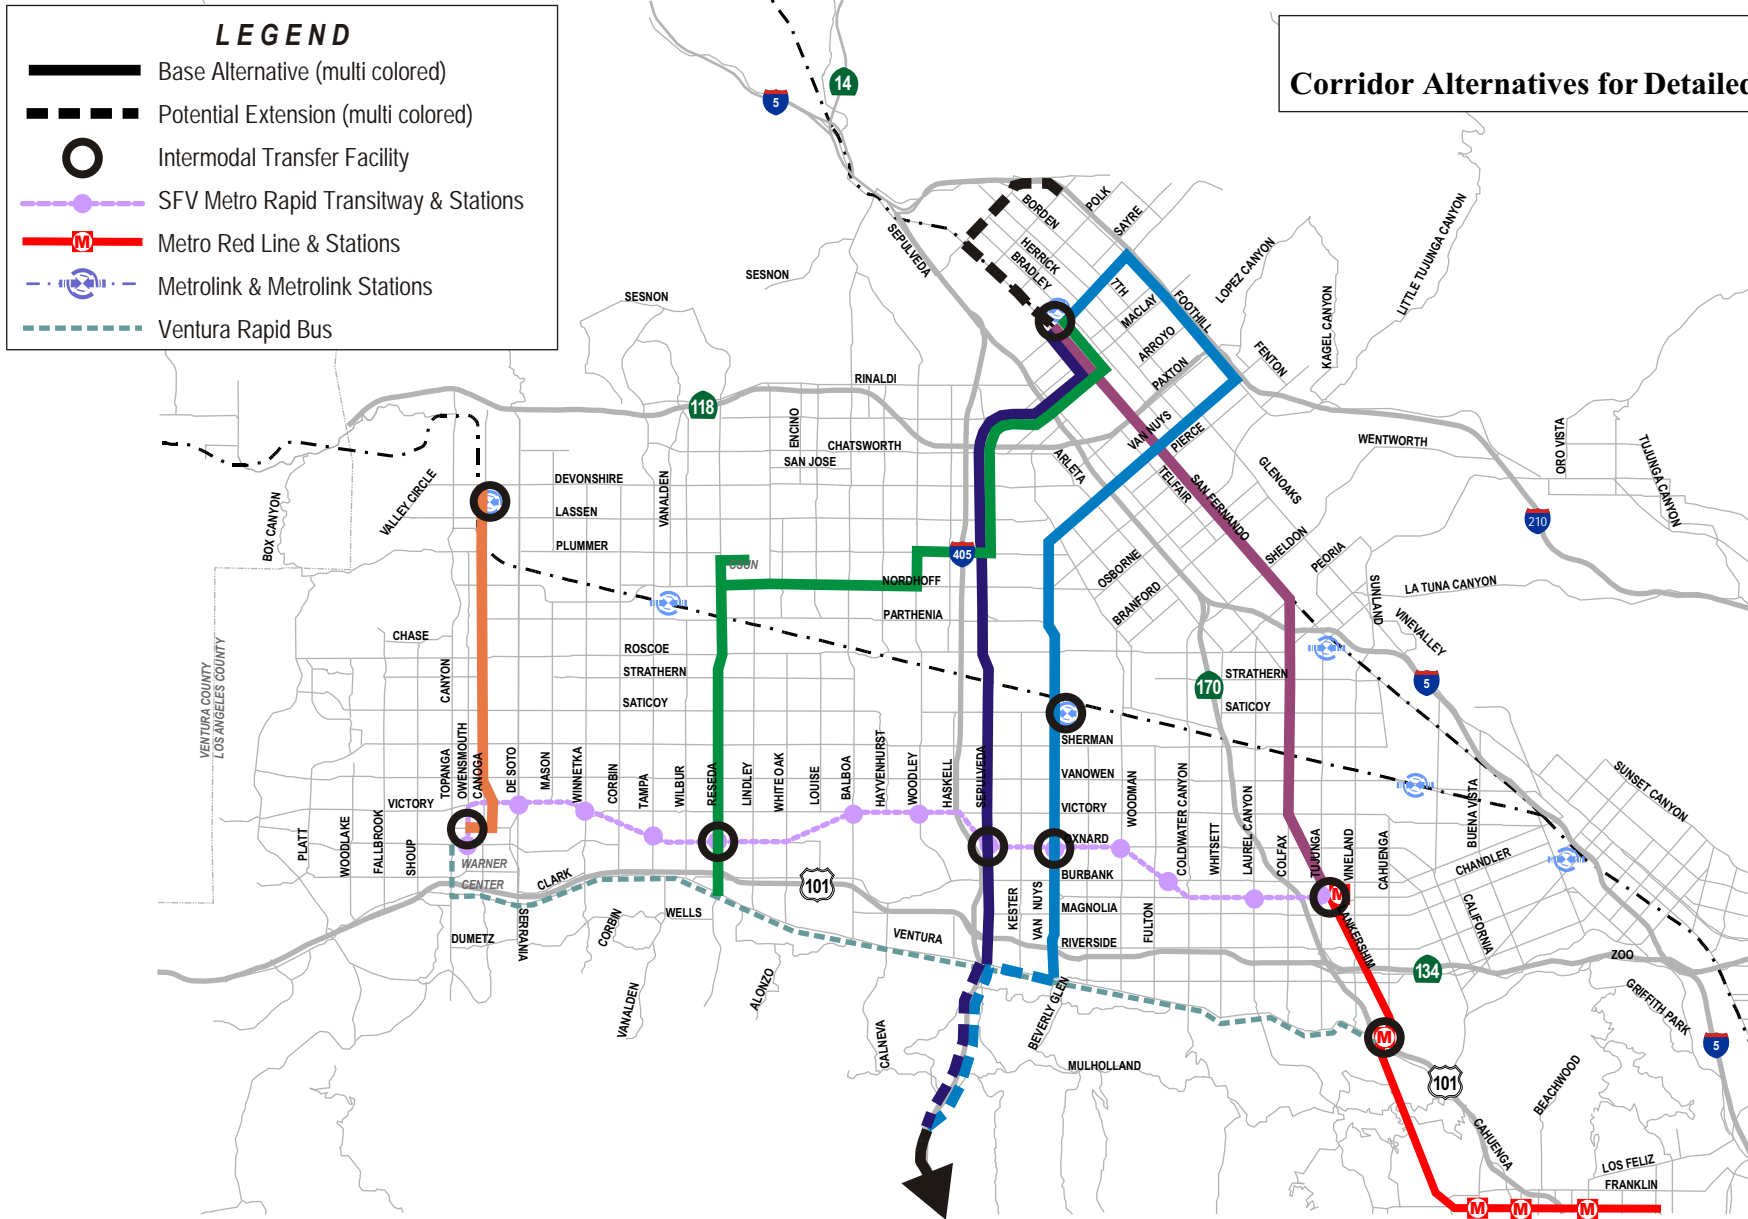 LEGEND
Base Alternative (multi colored)
Potential Extension (multi colored)
Intermodal Transfer Facility
SFV Metro Rapid Transitway & Stations
M
Metro Red Line & Stations
Metrolink & Metrolink Stations
Ventura Rapid Bus
Corridor Alternatives for Detailed
14
5
POLK
BORDEN
SAYRE
SEPULVEDA
HERRICK
BRADLEY
LITTLE TUJUNGA CANYON
LOPEZ CANYON
SESNON
SESNON
7TH
MACLAY
FOOTHILL
KAGEL CANYON
ARROYO
FENTON
PAXTON
RINALDI
118
ENCINO
CHATSWORTH
SAN JOSE
VAN NUYS
PIERCE
WENTWORTH
ORO VISTA
TUJUNGA CANYON
ARLETA
TELFAIR
GLENOAKS
SAN FERNANDO
VALLEY CIRCLE
BOX CANYON
DEVONSHIRE
LASSEN
VANALDEN
PLUMMER
210
405
SHELDON
PEORIA
CSUN
NORDHOFF
OSBORNE
BRANFORD
SUNLAND
LA TUNA CANYON
PARTHENIA
VINEVALLEY
CHASE
ROSCOE
STRATHERN
SATICOY
CANYON
VENTURA COUNTY
LOS ANGELES COUNTY
170
STRATHERN
SATICOY
5
SHERMAN
VANOWEN
VICTORY
OXNARD
BURBANK
MAGNOLIA
RIVERSIDE
TOPANGA
OWENSMOUTH
CANOGA
DE SOTO
MASON
WINNETKA
CORBIN
TAMPA
WILBUR
RESEDA
LINDLEY
WHITE OAK
LOUISE
BALBOA
HAYVENHURST
WOODLEY
HASKELL
SEPULVEDA
WOODMAN
COLDWATER CANYON
WHITSETT
LAUREL CANYON
COLFAX
TUJUNGA
VINELAND
CAHUENGA
BUENA VISTA
SUNSET CANYON
VICTORY
PLATT
WOODLAKE
FALLBROOK
SHOUP
WARNER
CENTER
CLARK
101
CHANDLER
M
KESTER
VAN NUYS
FULTON
CALIFORNIA
ANKERSHIM
DUMETZ
SERRANIA
CORBIN
WELLS
VENTURA
134
ZOO
GRIFFITH PARK
VANALDEN
ALONZO
CALNEVA
BEVERLY GLEN
MULHOLLAND
M
5
101
BEACHWOOD
CAHUENGA
LOS FELIZ
FRANKLIN
M
M
M